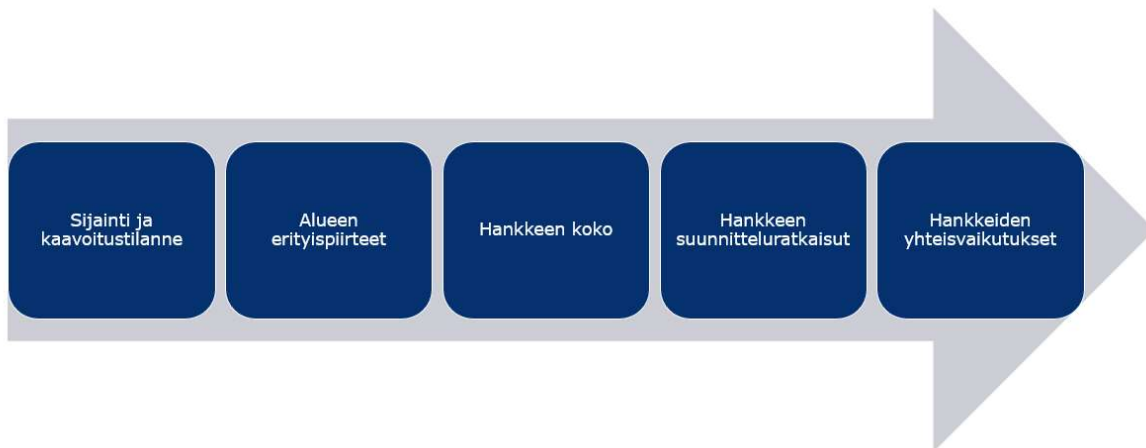 Sijainti ja
kaavoitustilanne
Alueen
erityispiirteet
Hankkeen koko
Hankkeen
suunnitteluratkaisut
Hankkeiden
yhteisvaikutukset